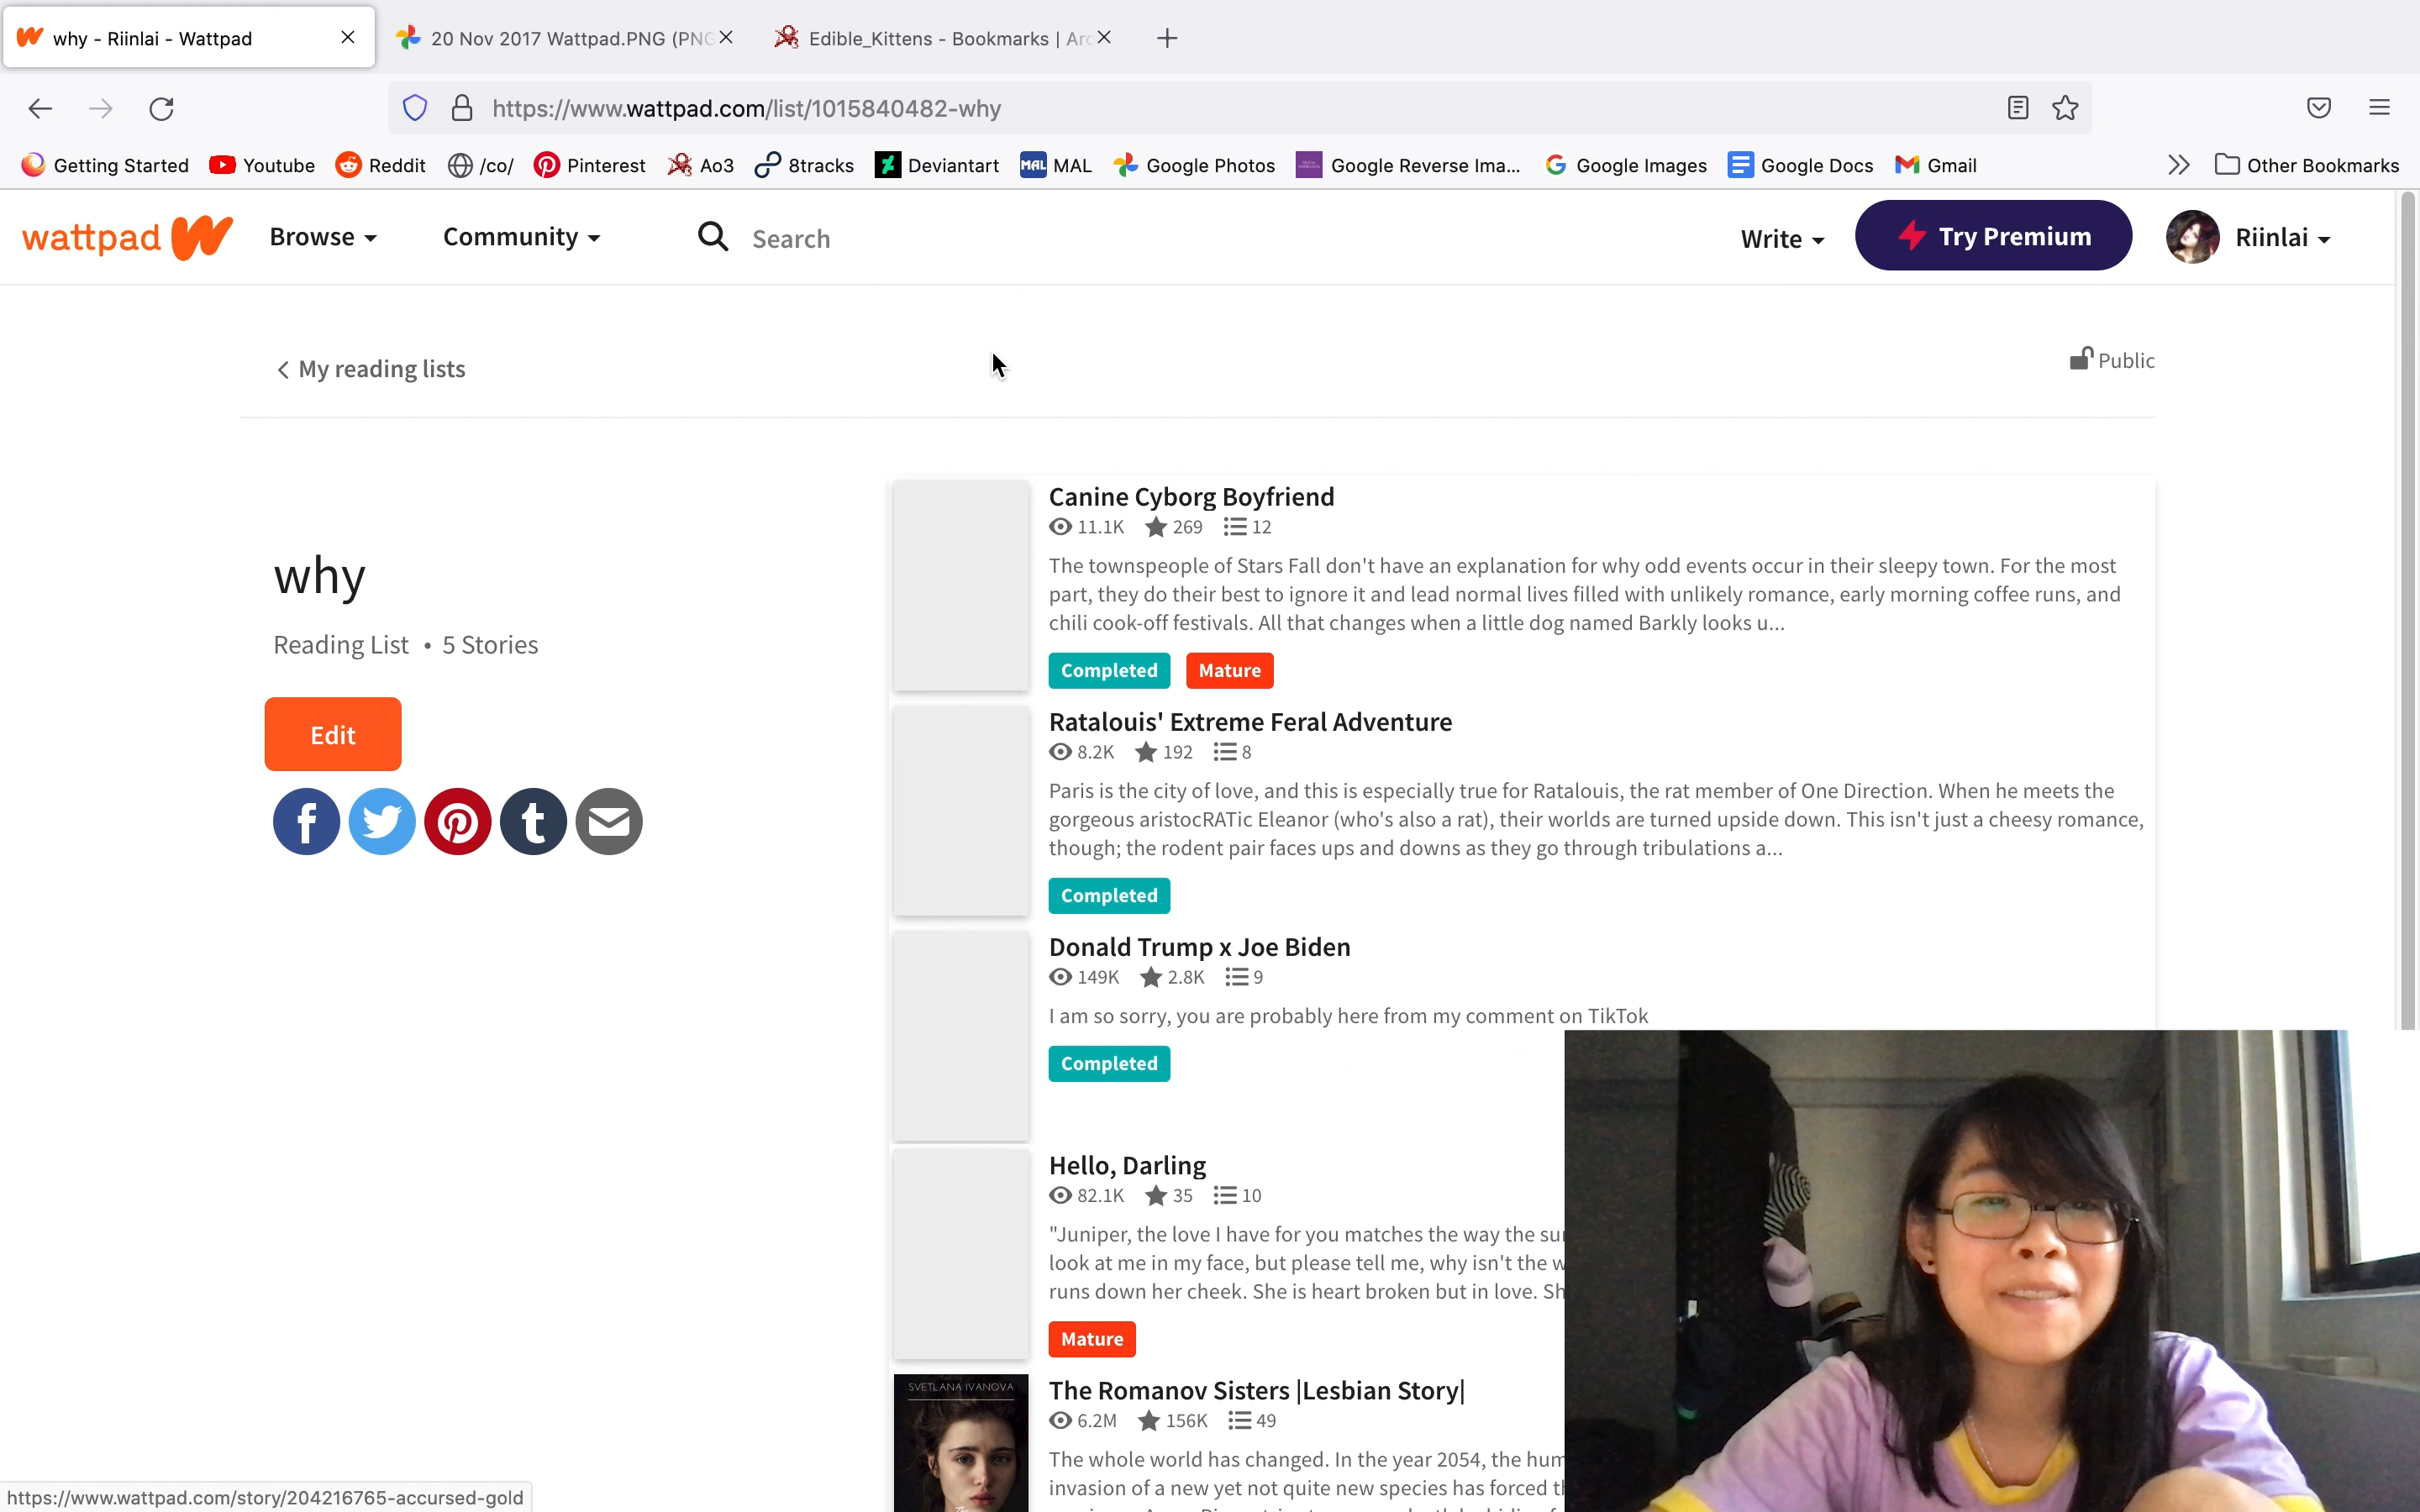 why - Riinlai - Wattpad
20 Nov 2017 Wattpad.PNG (PNG
Edible_Kittens - Bookmarks | Arc
https://www.wattpad.com/list/1015840482-why
Getting Started Youtube Reddit /co/ Pinterest Ao3 8tracks Deviantart MAL MAL Google Photos Google Reverse Ima... Google Images Google Docs Gmail Other Bookmarks
wattpad Browse Community Search Write Try Premium Riinlai
My reading lists
Public
why
Reading List • 5 Stories
Edit
Canine Cyborg Boyfriend
11.1K 269 12
The townspeople of Stars Fall don't have an explanation for why odd events occur in their sleepy town. For the most
part, they do their best to ignore it and lead normal lives filled with unlikely romance, early morning coffee runs, and
chili cook-off festivals. All that changes when a little dog named Barkly looks u...
Completed Mature
Ratalouis' Extreme Feral Adventure
8.2K 192 8
Paris is the city of love, and this is especially true for Ratalouis, the rat member of One Direction. When he meets the
gorgeous aristocRATic Eleanor (who's also a rat), their worlds are turned upside down. This isn't just a cheesy romance,
though; the rodent pair faces ups and downs as they go through tribulations a...
Completed
Donald Trump x Joe Biden
149K 2.8K 9
I am so sorry, you are probably here from my comment on TikTok
Completed
Hello, Darling
82.1K 35 10
"Juniper, the love I have for you matches the way the su
look at me in my face, but please tell me, why isn't the w
runs down her cheek. She is heart broken but in love. Sh
Mature
SVETLANA IVANOVA
The Romanov Sisters |Lesbian Story|
6.2M 156K 49
The whole world has changed. In the year 2054, the hum
invasion of a new yet not quite new species has forced th
https://www.wattpad.com/story/204216765-accursed-gold